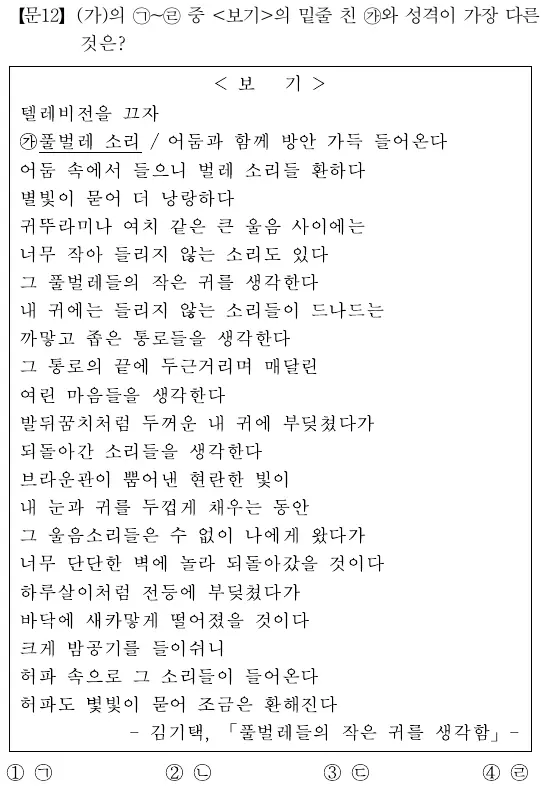 【문12】 (가)의 ㉠~㉣ 중 <보기>의 밑줄 친 ㉮와 성격이 가장 다른
것은?
< 보 기 >
텔레비전을 끄자
㉮풀벌레 소리 / 어둠과 함께 방안 가득 들어온다
어둠 속에서 들으니 벌레 소리들 환하다
별빛이 묻어 더 낭랑하다
귀뚜라미나 여치 같은 큰 울음 사이에는
너무 작아 들리지 않는 소리도 있다
그 풀벌레들의 작은 귀를 생각한다
내 귀에는 들리지 않는 소리들이 드나드는
까맣고 좁은 통로들을 생각한다
그 통로의 끝에 두근거리며 매달린
여린 마음들을 생각한다
발뒤꿈치처럼 두꺼운 내 귀에 부딪쳤다가
되돌아간 소리들을 생각한다
브라운관이 뿜어낸 현란한 빛이
내 눈과 귀를 두껍게 채우는 동안
그 울음소리들은 수 없이 나에게 왔다가
너무 단단한 벽에 놀라 되돌아갔을 것이다
하루살이처럼 전등에 부딪쳤다가
바닥에 새카맣게 떨어졌을 것이다
크게 밤공기를 들이쉬니
허파 속으로 그 소리들이 들어온다
허파도 별빛이 묻어 조금은 환해진다
- 김기택, 「풀벌레들의 작은 귀를 생각함」-
① ㉠ ② ㉡ ③ ㉢ ④ ㉣